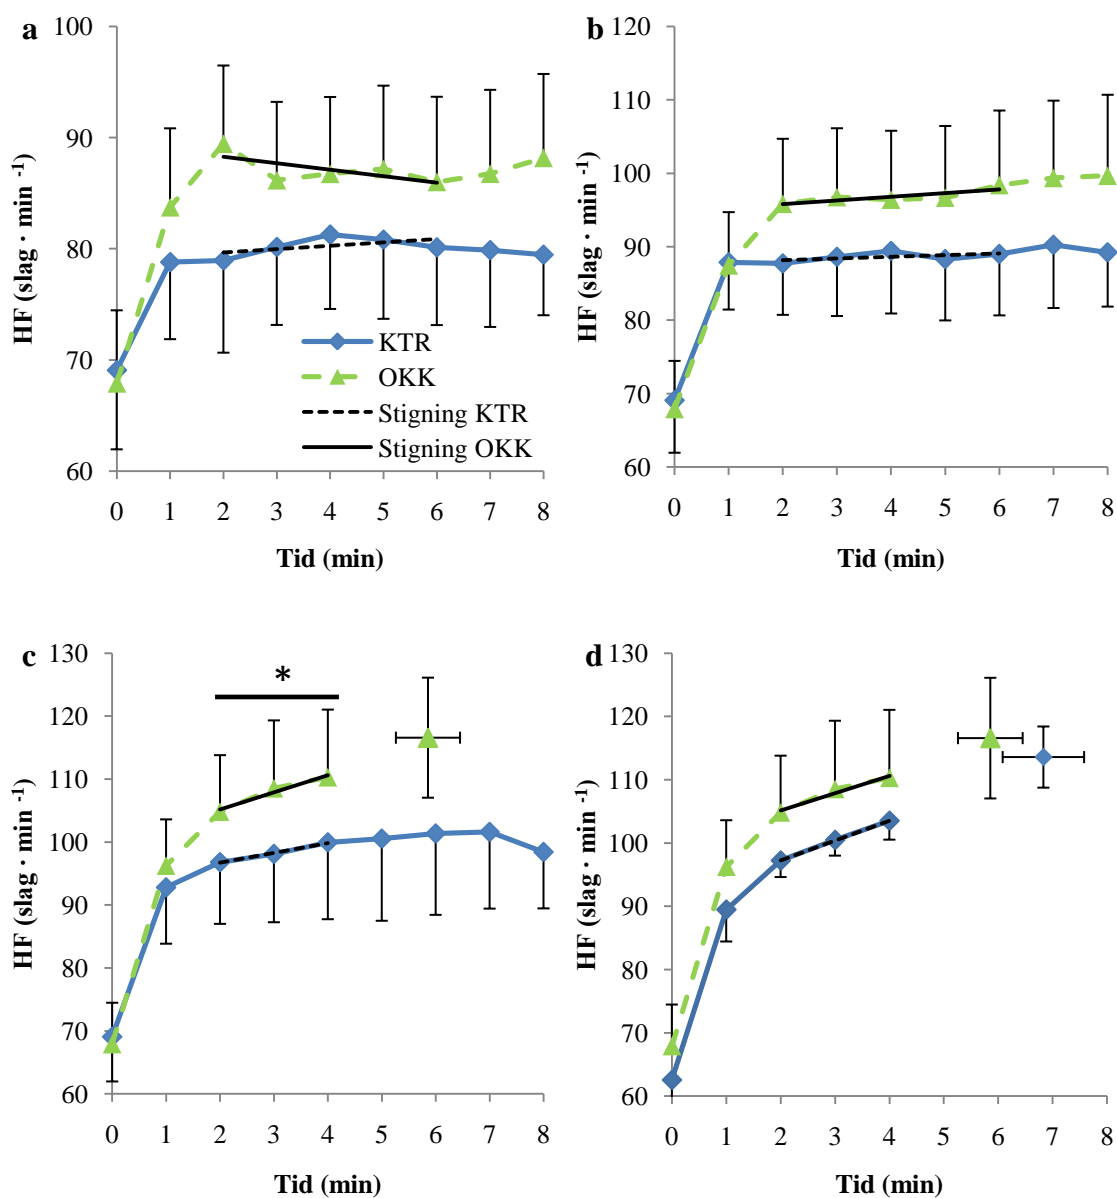 a
100
90
80
70
60
HF (slag · min -1)
KTR
OKK
Stigning KTR
Stigning OKK
0 1 2 3 4 5 6 7 8
Tid (min)
b
120
110
100
90
80
70
60
HF (slag · min -1)
0 1 2 3 4 5 6 7 8
Tid (min)
c
130
120
110
100
90
80
70
60
HF (slag · min -1)
*
0 1 2 3 4 5 6 7 8
Tid (min)
d
130
120
110
100
90
80
70
60
HF (slag · min -1)
0 1 2 3 4 5 6 7 8
Tid (min)